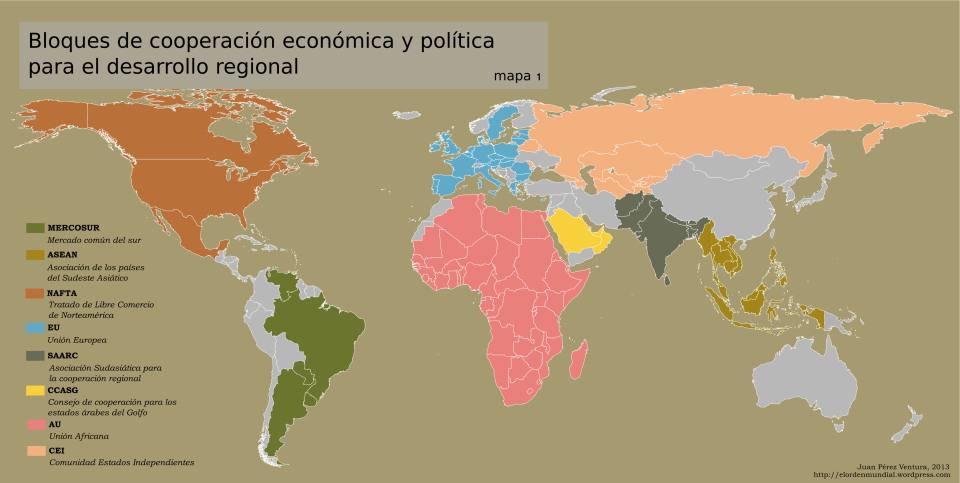 Bloques de cooperación económica y política
para el desarrollo regional
mapa 1
MERCOSUR
Mercado común del sur
ASEAN
Asociación de los países
del Sudeste Asiático
NAFTA
Tratado de Libre Comercio
de Norteamérica
EU
Unión Europea
SAARC
Asociación Sudasiática para
la cooperación regional
CCASG
Consejo de cooperación para los
estados árabes del Golfo
AU
Unión Africana
CEI
Comunidad Estados Independientes
Juan Pérez Ventura, 2013
http://elordenmundial.wordpress.com